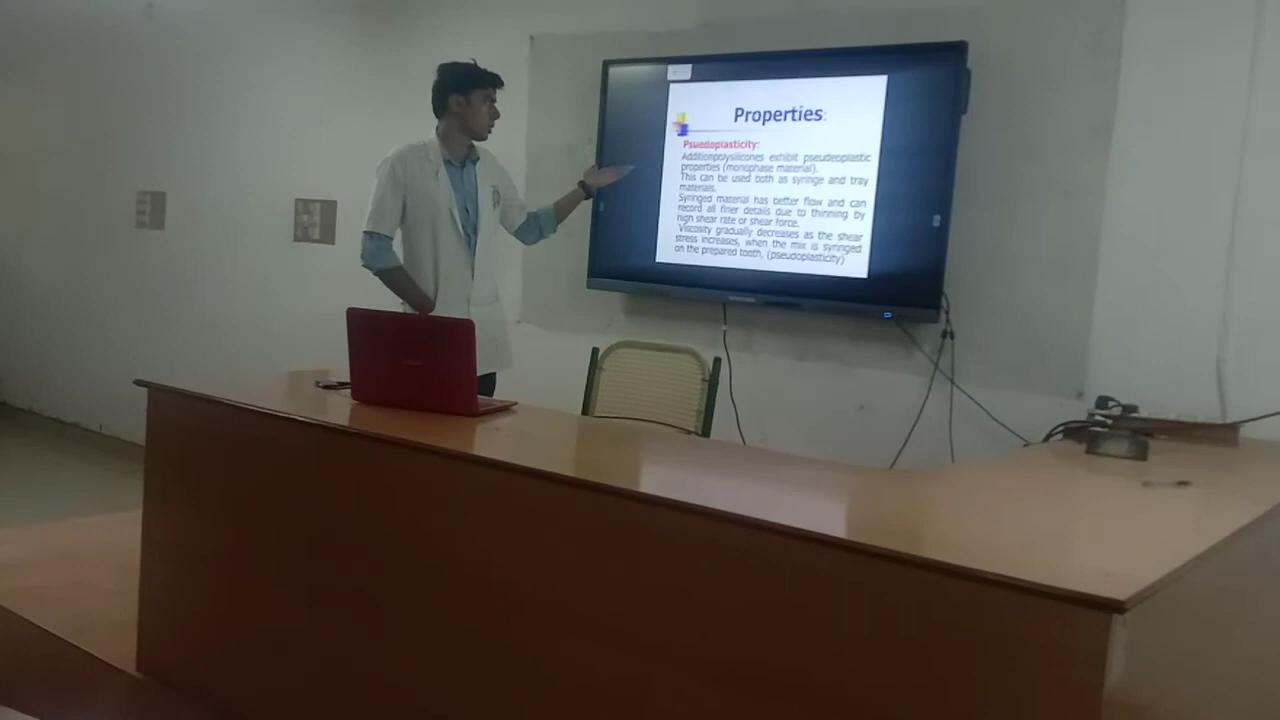 Properties:
Psuedoplasticity:
Additionpolysilicones exhibit pseudeoplastic
properties (monophase material).
This can be used both as syringe and tray
materials.
Syringed material has better flow and can
record all finer details due to thinning by
high shear rate or shear force.
Viscosity gradually decreases as the shear
stress increases, when the mix is syringed
on the prepared tooth, (pseudoplasticity)